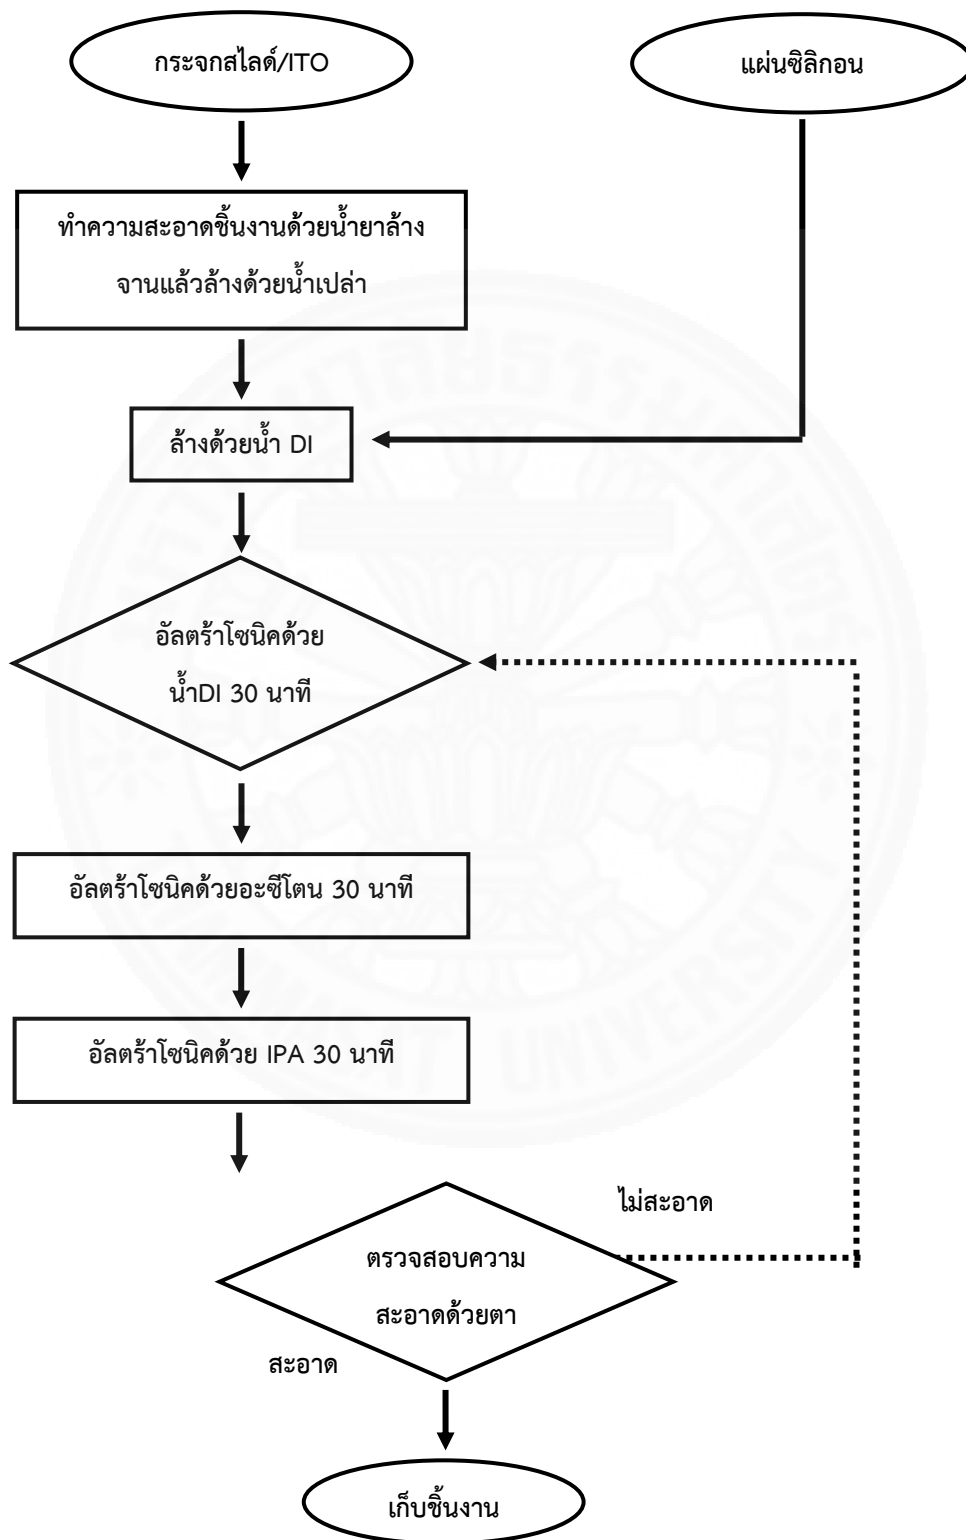 กระจกสไลด์/ITO
แผ่นซิลิกอน
ทำความสะอาดชิ้นงานด้วยน้ำยาล้าง
จานแล้วล้างด้วยน้ำเปล่า
ล้างด้วยน้ำ DI
อัลตร้าโซนิคด้วย
น้ำDI 30 นาที
อัลตร้าโซนิคด้วยอะซีโตน 30 นาที
อัลตร้าโซนิคด้วย IPA 30 นาที
ไม่สะอาด
ตรวจสอบความ
สะอาดด้วยตา
สะอาด
เก็บชิ้นงาน